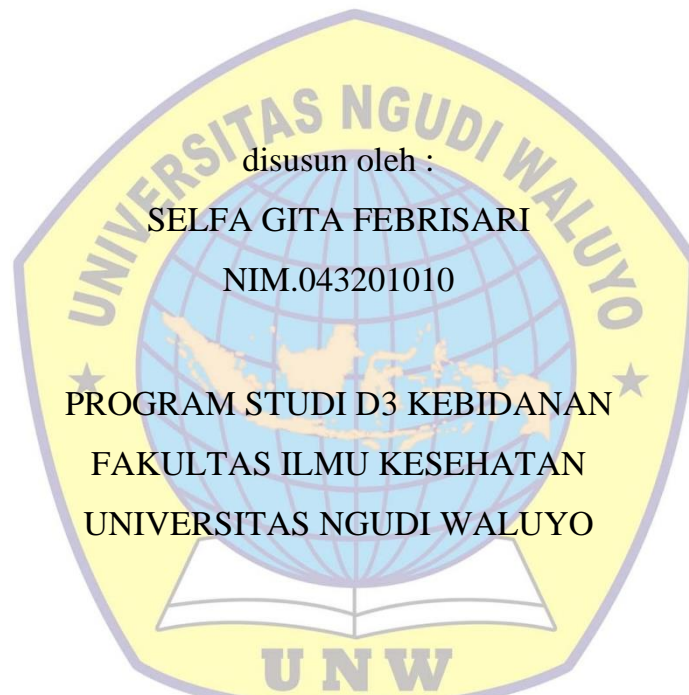 UNIVERSITAS NGUDI WALUYO
disusun oleh :
SELFA GITA FEBRISARI
NIM.043201010
PROGRAM STUDI D3 KEBIDANAN
FAKULTAS ILMU KESEHATAN
UNIVERSITAS NGUDI WALUYO
UNW